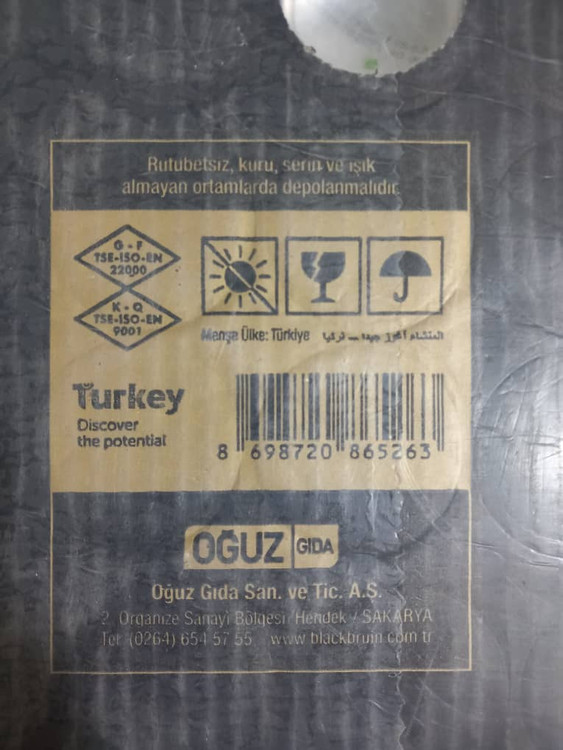 Rutubetsiz, kuru, serin ve ışık
almayan ortamlarda depolanmalıdır.
G - F
TSE-ISO-EN
22000
K - Q
TSE-ISO-EN
9001
Menşe Ülke: Türkiye تركيا
Turkey
Discover
the potential
8 698720 865263
OĞUZ GIDA
Oğuz Gıda San. ve Tic. A.Ş.
2. Organize Sanayi Bölgesi Hendek / SAKARYA
Tel: (0264) 654 57 55 www.blackbruin.com.tr